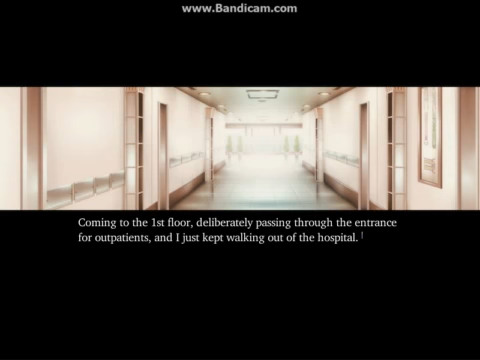 www.Bandicam.com
Coming to the 1st floor, deliberately passing through the entrance
for outpatients, and I just kept walking out of the hospital.